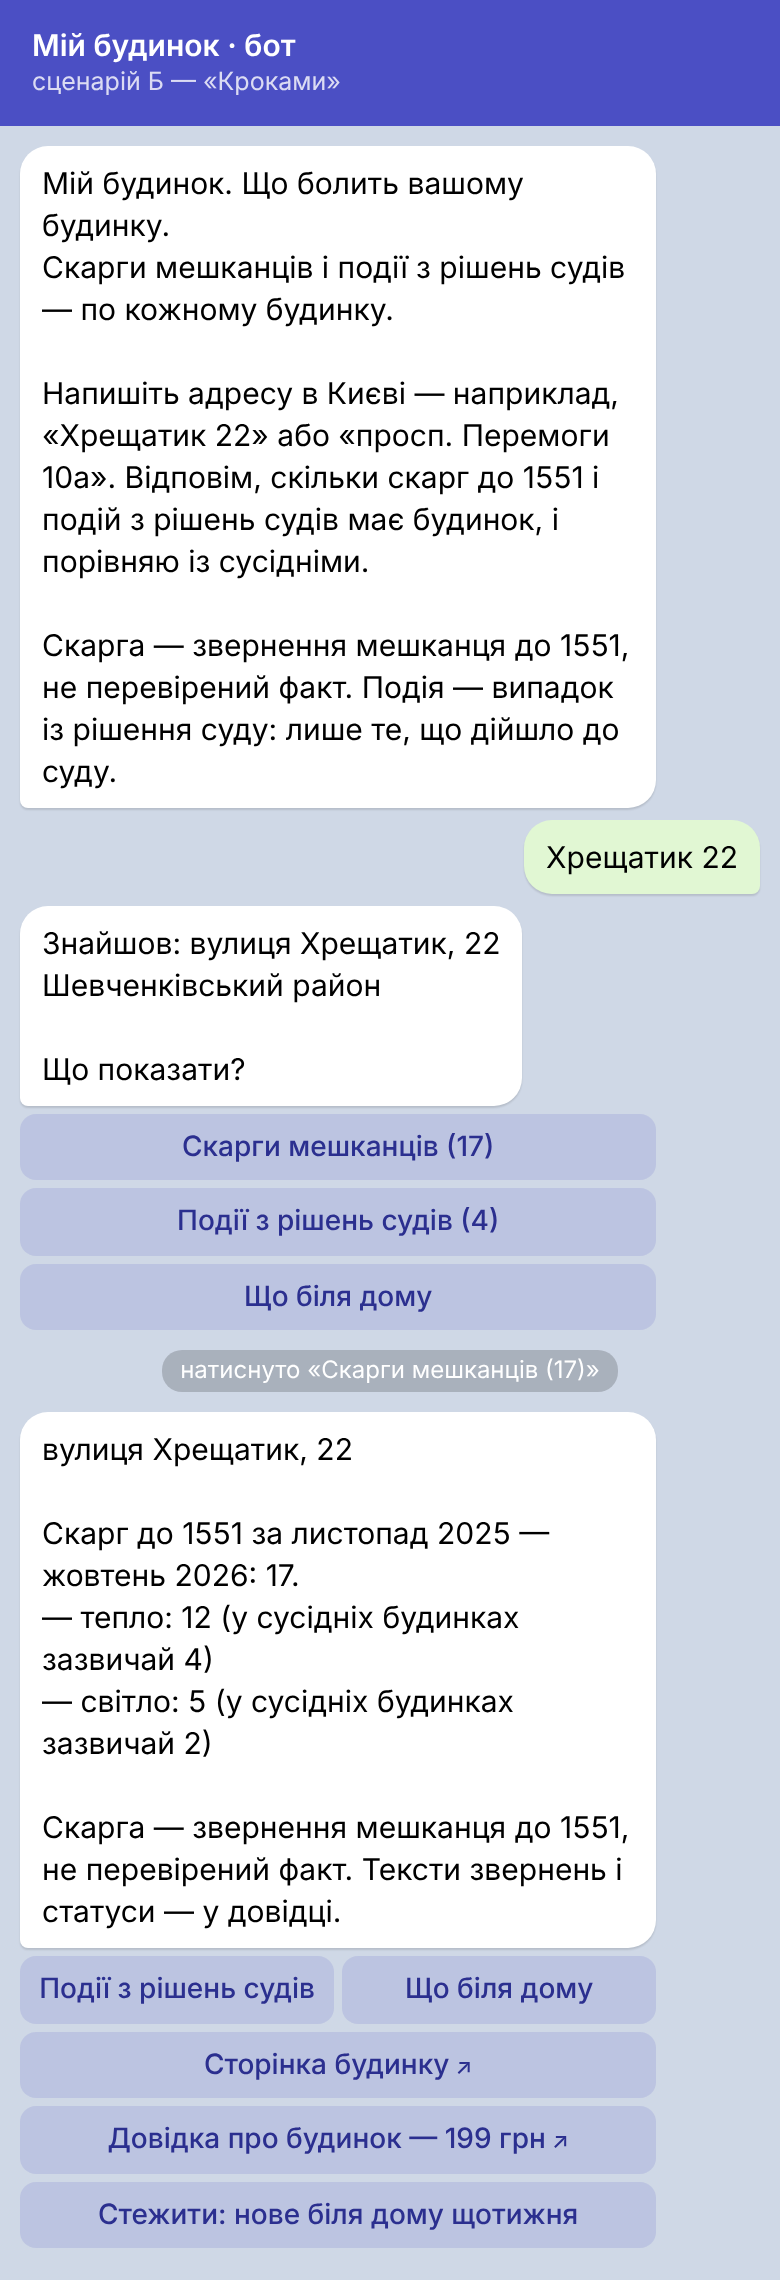 Мій будинок · бот
сценарій Б — «Кроками»
Мій будинок. Що болить вашому
будинку.
Скарги мешканців і події з рішень судів
— по кожному будинку.
Напишіть адресу в Києві — наприклад,
«Хрещатик 22» або «просп. Перемоги
10а». Відповім, скільки скарг до 1551 і
подій з рішень судів має будинок, і
порівняю із сусідніми.
Скарга — звернення мешканця до 1551,
не перевірений факт. Подія — випадок
із рішення суду: лише те, що дійшло до
суду.
Хрещатик 22
Знайшов: вулиця Хрещатик, 22
Шевченківський район
Що показати?
Скарги мешканців (17)
Події з рішень судів (4)
Що біля дому
натиснуто «Скарги мешканців (17)»
вулиця Хрещатик, 22
Скарг до 1551 за листопад 2025 —
жовтень 2026: 17.
— тепло: 12 (у сусідніх будинках
зазвичай 4)
— світло: 5 (у сусідніх будинках
зазвичай 2)
Скарга — звернення мешканця до 1551,
не перевірений факт. Тексти звернень і
статуси — у довідці.
Події з рішень судів
Що біля дому
Сторінка будинку ↗
Довідка про будинок — 199 грн ↗
Стежити: нове біля дому щотижня